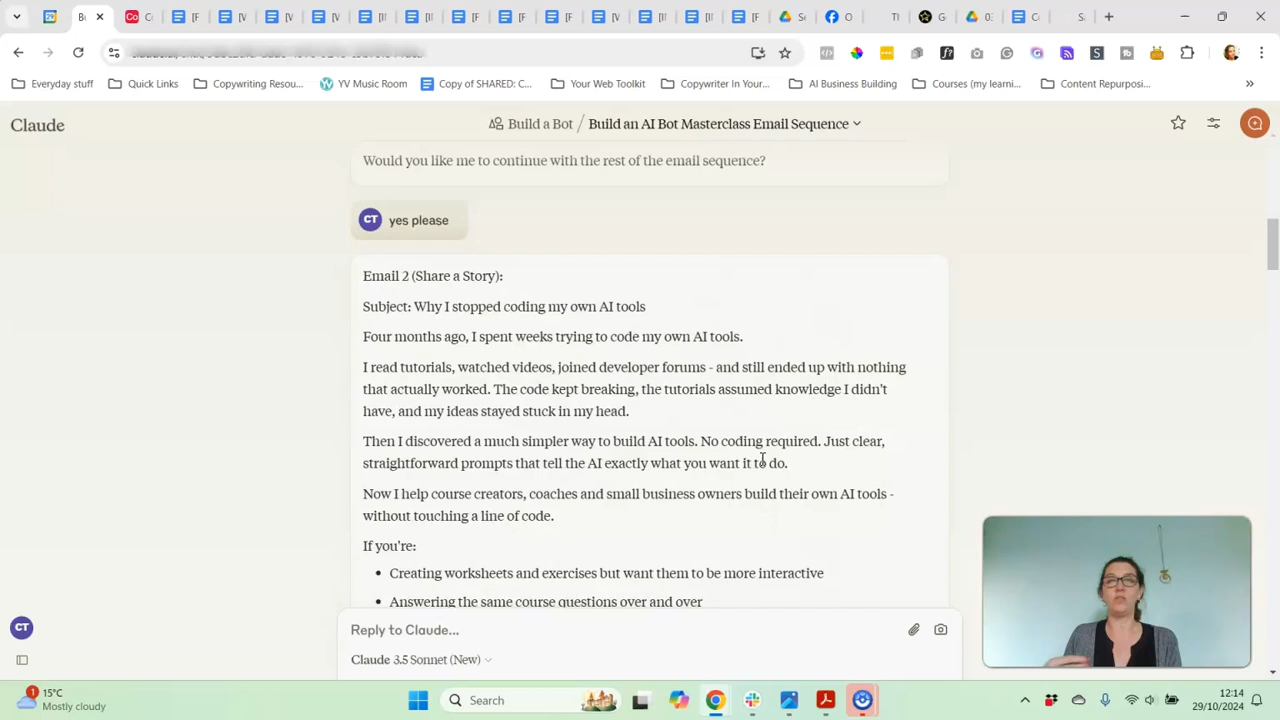 Everyday stuff
Quick Links
Copywriting Resou...
YV Music Room
Copy of SHARED: C...
Your Web Toolkit
Copywriter In Your...
AI Business Building
Courses (my learni...
Content Repurposi...
Claude
Build a Bot / Build an AI Bot Masterclass Email Sequence
Would you like me to continue with the rest of the email sequence?
CT yes please
Email 2 (Share a Story):
Subject: Why I stopped coding my own AI tools
Four months ago, I spent weeks trying to code my own AI tools.
I read tutorials, watched videos, joined developer forums - and still ended up with nothing
that actually worked. The code kept breaking, the tutorials assumed knowledge I didn't
have, and my ideas stayed stuck in my head.
Then I discovered a much simpler way to build AI tools. No coding required. Just clear,
straightforward prompts that tell the AI exactly what you want it to do.
Now I help course creators, coaches and small business owners build their own AI tools -
without touching a line of code.
If you're:
• Creating worksheets and exercises but want them to be more interactive
• Answering the same course questions over and over
Reply to Claude...
Claude 3.5 Sonnet (New)
CT
1
15°C
Mostly cloudy
Search
12:14
29/10/2024